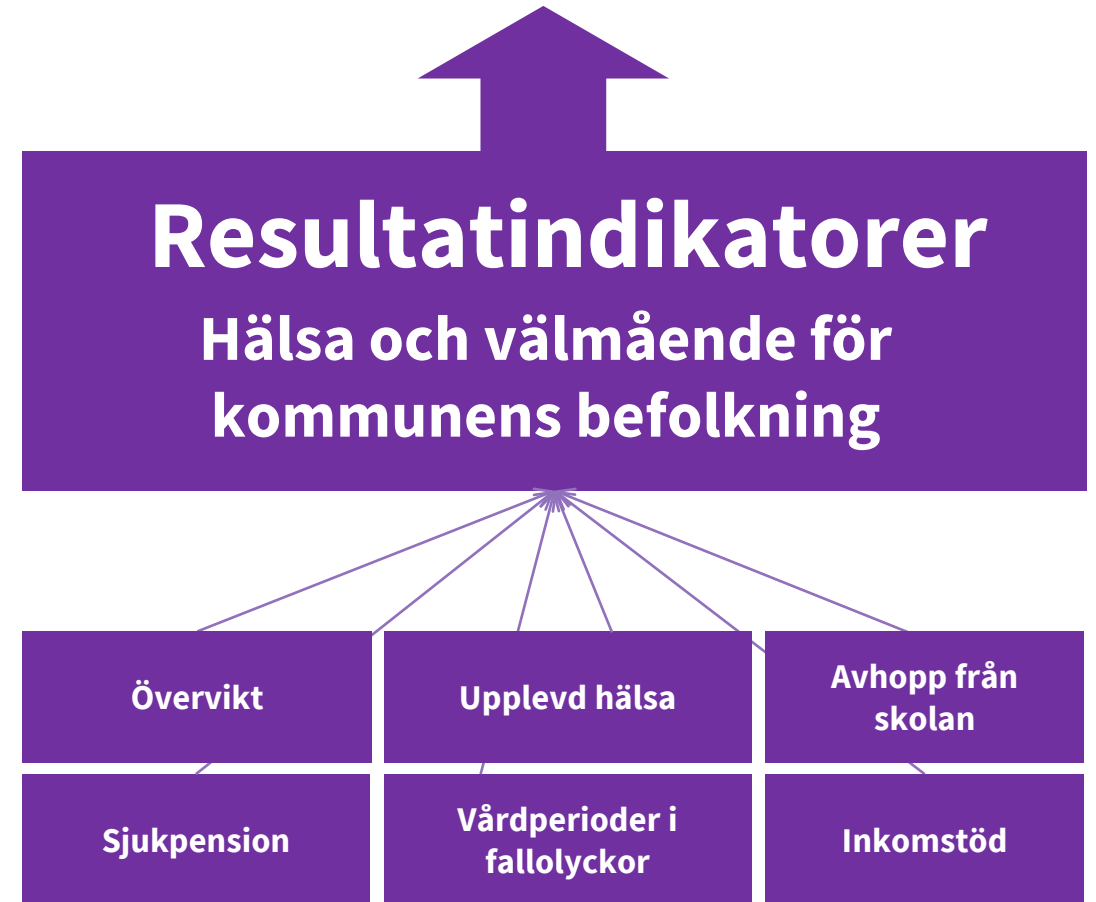 Resultatindikatorer
Hälsa och välmående för
kommunens befolkning
Övervikt
Upplevd hälsa
Avhopp från
skolan
Sjukpension
Vårdperioder i
fallolyckor
Inkomstöd